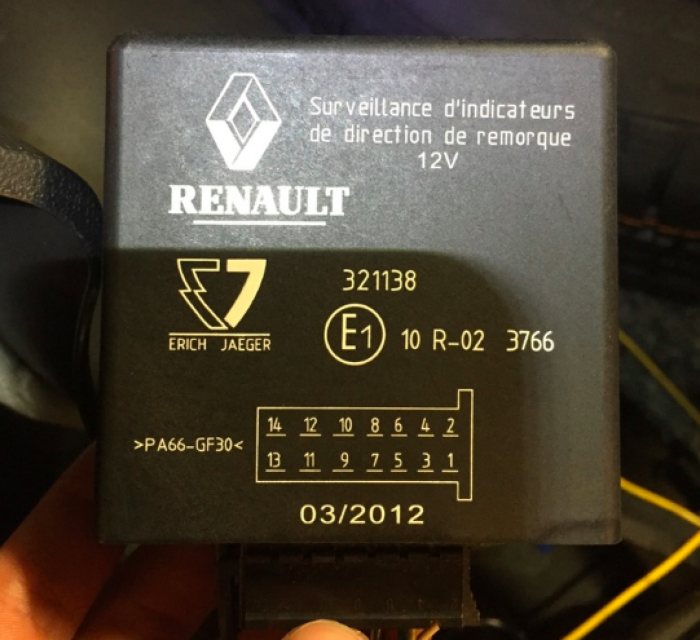 Surveillance d'indicateurs
de direction de remorque
12V
RENAULT
321138
ERICH JAEGER
E1 10 R-02 3766
14 12 10 8 6 4 2
>PA66-GF30<
13 11 9 7 5 3 1
03/2012